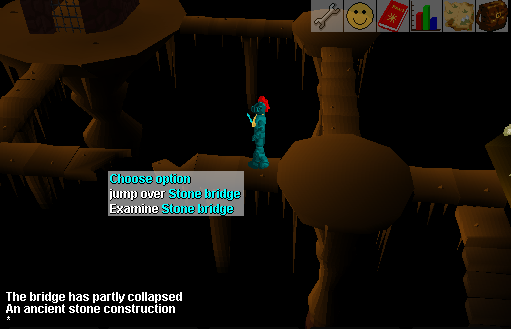 Choose option
jump over Stone bridge
Examine Stone bridge
The bridge has partly collapsed
An ancient stone construction
*